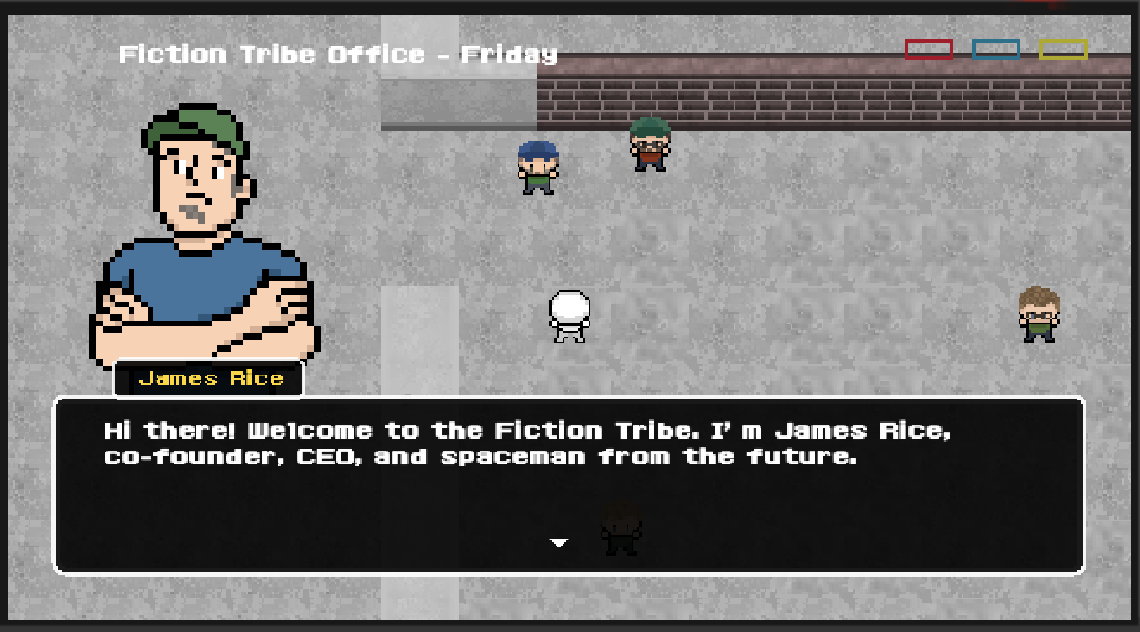 Fiction Tribe Office - Friday
James Rice
Hi there! Welcome to the Fiction Tribe. I'm James Rice,
co-founder, CEO, and spaceman from the future.